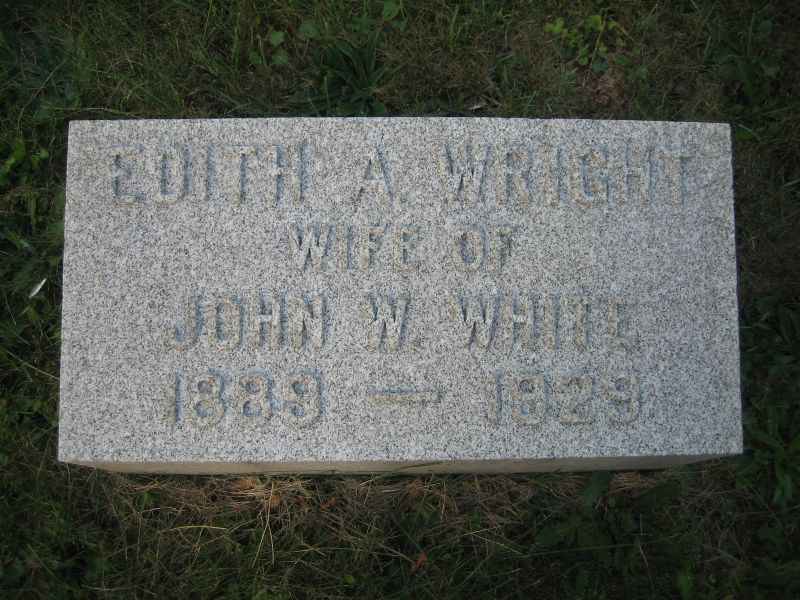 EDITH A. WRIGHT
WIFE OF
JOHN W. WHITE
1889 — 1929